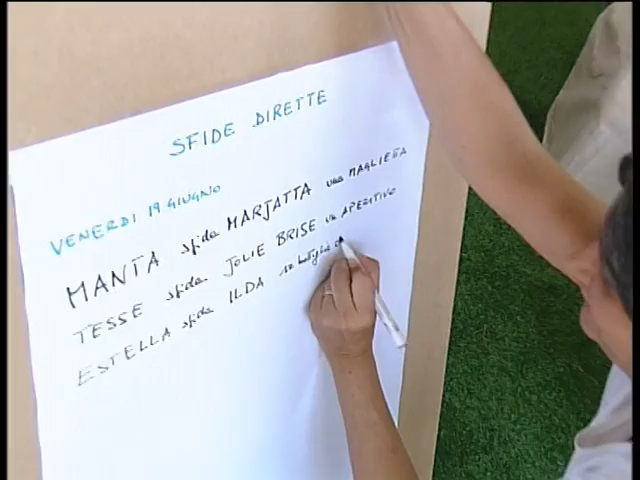 SFIDE DIRETTE
VENERDI 19 GIUGNO
MANTA sfida MARJATTA una MAGLIETTA
TESSE sfida JOLIE BRISE un APERITIVO
ESTELLA sfida ILDA